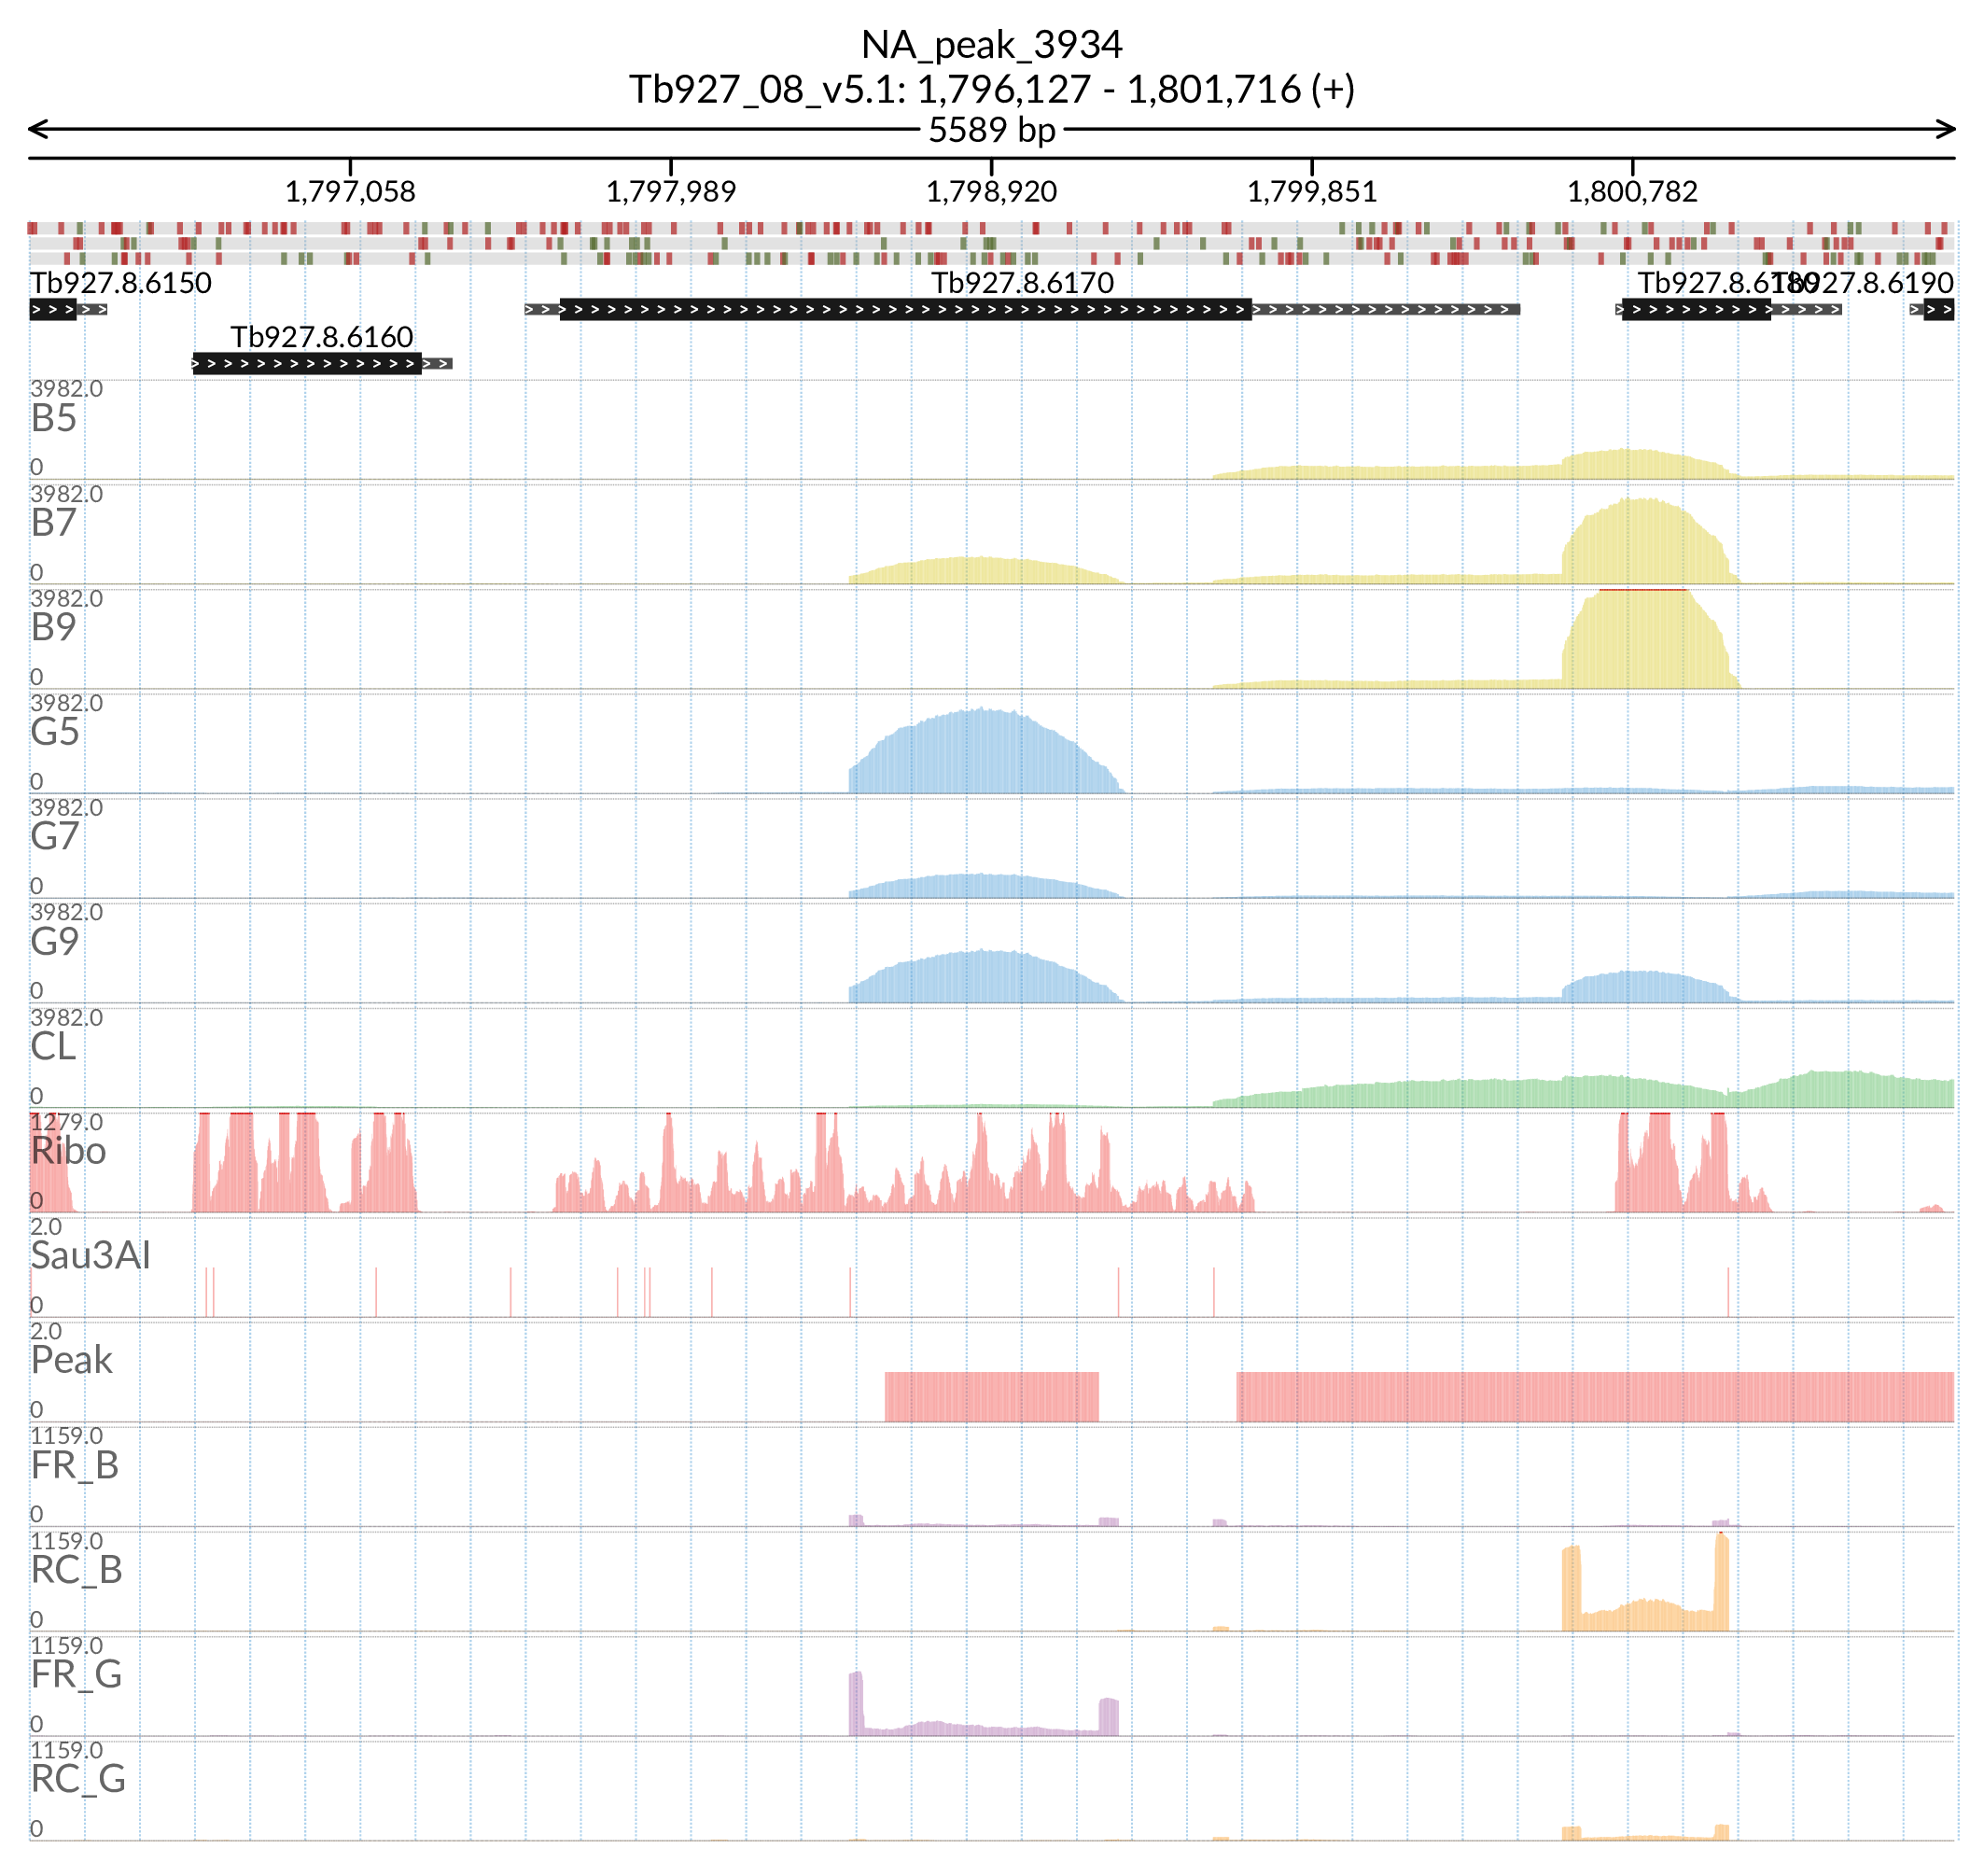 NA_peak_3934
Tb927_08_v5.1: 1,796,127 - 1,801,716 (+)
5589 bp
1,797,058 1,797,989 1,798,920 1,799,851 1,800,782
Tb927.8.6150 Tb927.8.6170 Tb927.8.6180 Tb927.8.6190
Tb927.8.6160
3982.0
B5
0
3982.0
B7
0
3982.0
B9
0
3982.0
G5
0
3982.0
G7
0
3982.0
G9
0
3982.0
CL
0
1279.0
Ribo
0
2.0
Sau3AI
0
2.0
Peak
0
1159.0
FR_B
0
1159.0
RC_B
0
1159.0
FR_G
0
1159.0
RC_G
0